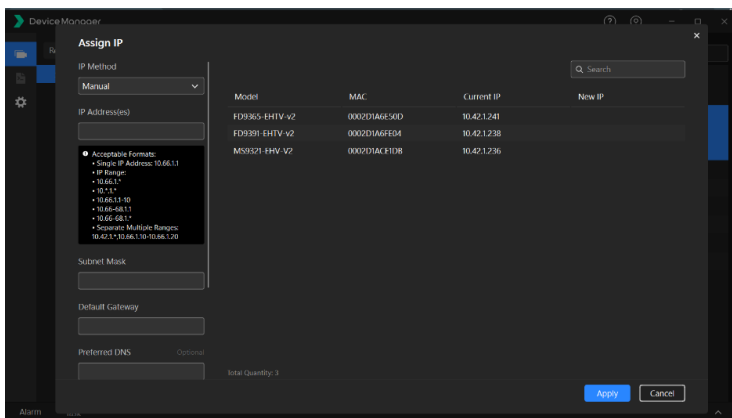 DeviceManager
Assign IP
IP Method
Manual
IP Address(es)
Acceptable Formats:
• Single IP Address: 10.66.1.1
• IP Range:
• 10.66.1.*
• 10.*.1.*
• 10.66.1.1-10
• 10.66-68.1.1
• 10.66-68.1.*
• Separate Multiple Ranges:
10.42.1.*,10.66.1.10-10.66.1.20
Subnet Mask
Default Gateway
Preferred DNS Optional
Search
Model MAC Current IP New IP
FD9365-EHTV-v2 0002D1A6E50D 10.42.1.241
FD9391-EHTV-v2 0002D1A6FE04 10.42.1.238
MS9321-EHV-V2 0002D1ACE1DB 10.42.1.236
Total Quantity: 3
Apply Cancel
Alarm